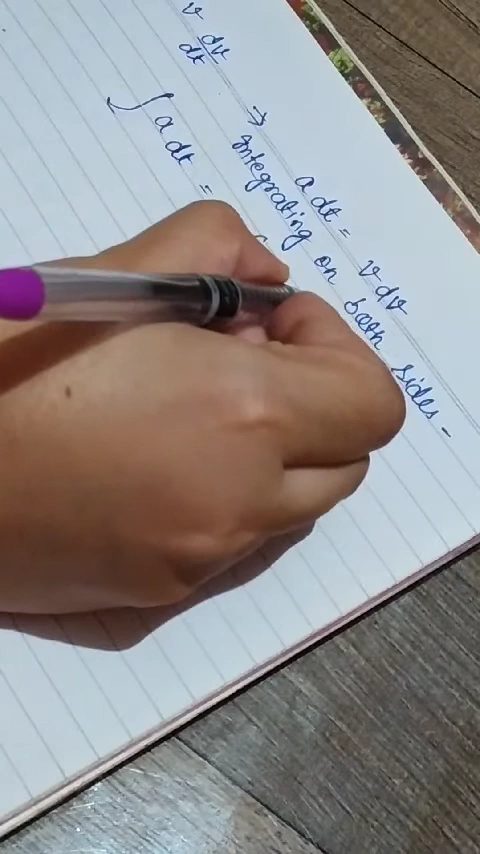 v dv/dt
→ a dt = v dv
Integrating on both sides -
∫ a dt =